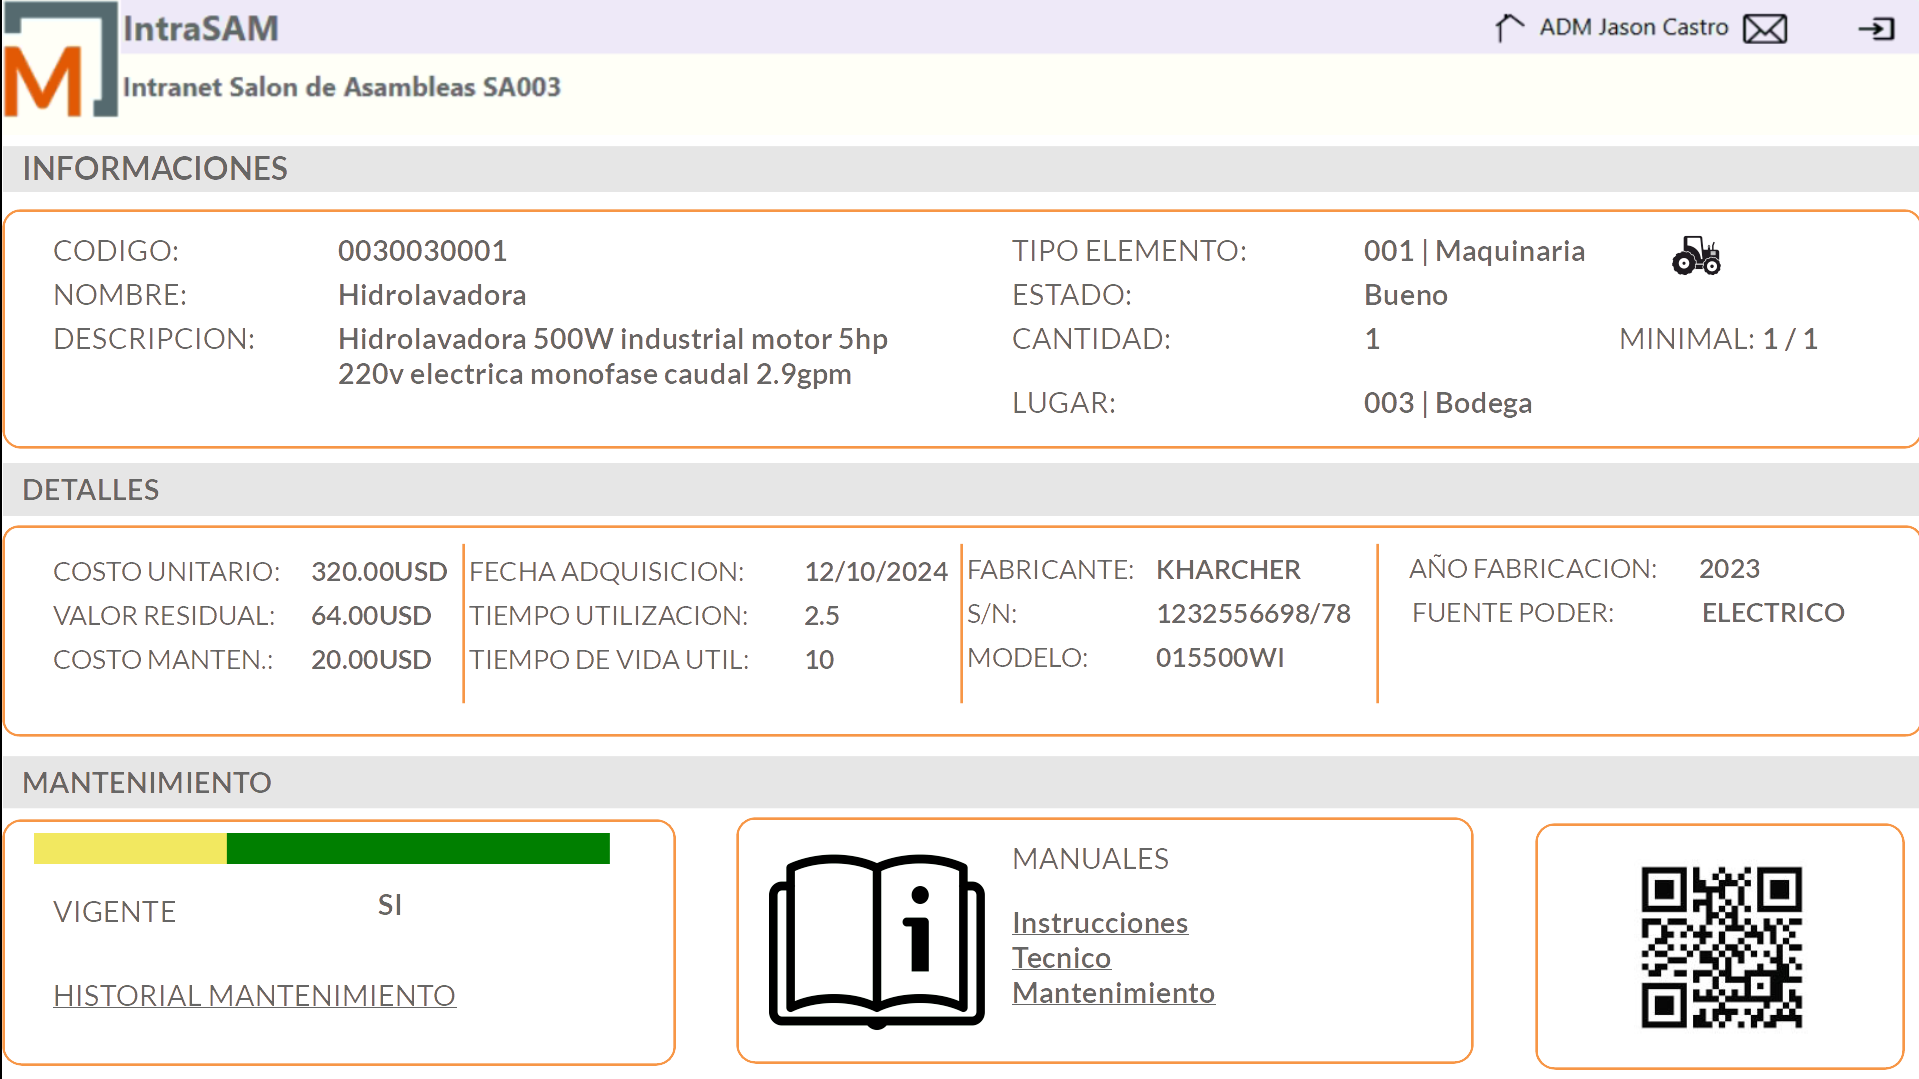 IntraSAM
ADM Jason Castro
Intranet Salon de Asambleas SA003
INFORMACIONES
CODIGO: 0030030001
NOMBRE: Hidrolavadora
DESCRIPCION: Hidrolavadora 500W industrial motor 5hp
220v electrica monofase caudal 2.9gpm
TIPO ELEMENTO: 001 | Maquinaria
ESTADO: Bueno
CANTIDAD: 1 MINIMAL: 1 / 1
LUGAR: 003 | Bodega
DETALLES
COSTO UNITARIO: 320.00USD
VALOR RESIDUAL: 64.00USD
COSTO MANTEN.: 20.00USD
FECHA ADQUISICION: 12/10/2024
TIEMPO UTILIZACION: 2.5
TIEMPO DE VIDA UTIL: 10
FABRICANTE: KHARCHER
S/N: 1232556698/78
MODELO: 015500WI
AÑO FABRICACION: 2023
FUENTE PODER: ELECTRICO
MANTENIMIENTO
VIGENTE SI
HISTORIAL MANTENIMIENTO
MANUALES
Instrucciones
Tecnico
Mantenimiento